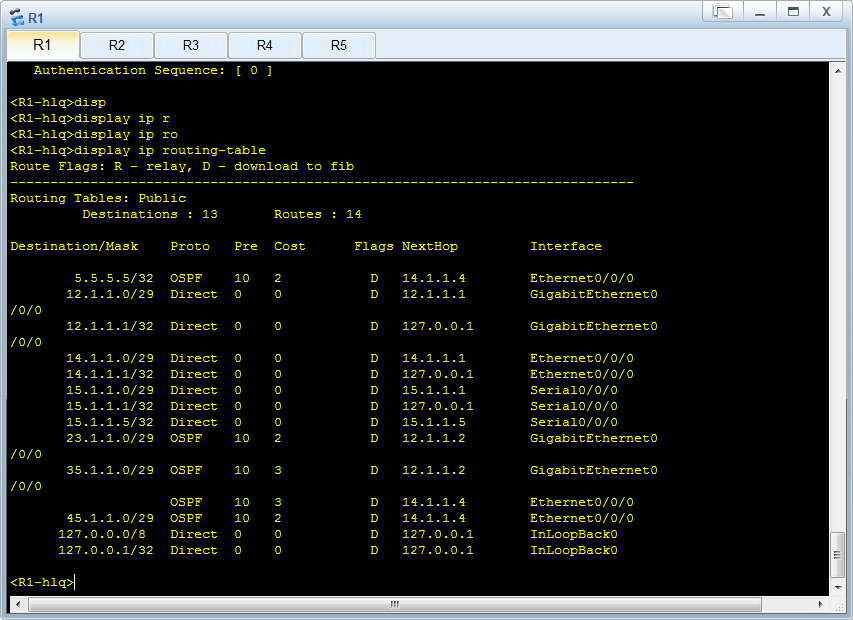 R1
R1 R2 R3 R4 R5
Authentication Sequence: [ 0 ]
<R1-hlq>disp
<R1-hlq>display ip r
<R1-hlq>display ip ro
<R1-hlq>display ip routing-table
Route Flags: R - relay, D - download to fib
------------------------------------------------------------------------------
Routing Tables: Public
Destinations : 13 Routes : 14
Destination/Mask Proto Pre Cost Flags NextHop Interface
5.5.5.5/32 OSPF 10 2 D 14.1.1.4 Ethernet0/0/0
12.1.1.0/29 Direct 0 0 D 12.1.1.1 GigabitEthernet0
/0/0
12.1.1.1/32 Direct 0 0 D 127.0.0.1 GigabitEthernet0
/0/0
14.1.1.0/29 Direct 0 0 D 14.1.1.1 Ethernet0/0/0
14.1.1.1/32 Direct 0 0 D 127.0.0.1 Ethernet0/0/0
15.1.1.0/29 Direct 0 0 D 15.1.1.1 Serial0/0/0
15.1.1.1/32 Direct 0 0 D 127.0.0.1 Serial0/0/0
15.1.1.5/32 Direct 0 0 D 15.1.1.5 Serial0/0/0
23.1.1.0/29 OSPF 10 2 D 12.1.1.2 GigabitEthernet0
/0/0
35.1.1.0/29 OSPF 10 3 D 12.1.1.2 GigabitEthernet0
/0/0
OSPF 10 3 D 14.1.1.4 Ethernet0/0/0
45.1.1.0/29 OSPF 10 2 D 14.1.1.4 Ethernet0/0/0
127.0.0.0/8 Direct 0 0 D 127.0.0.1 InLoopBack0
127.0.0.1/32 Direct 0 0 D 127.0.0.1 InLoopBack0
<R1-hlq>